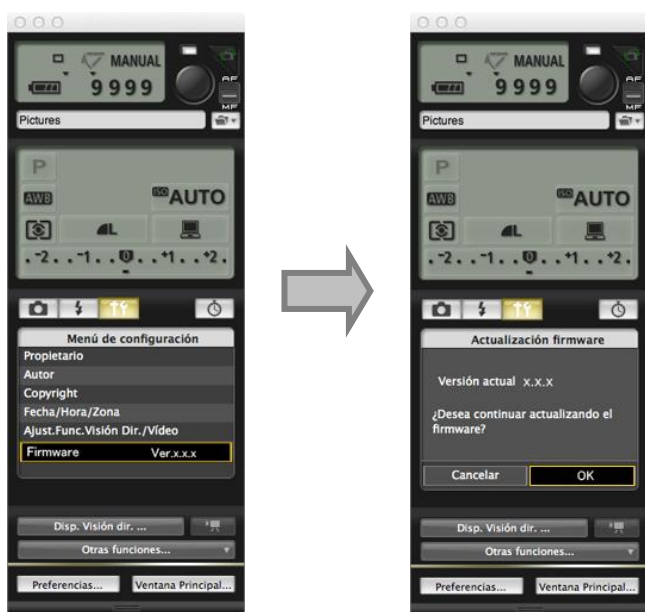 MANUAL
9999
AF
MF
Pictures
P
AWB
ISO AUTO
L
-2..-1..0..+1..+2.
Menú de configuración
Propietario
Autor
Copyright
Fecha/Hora/Zona
Ajust.Func.Visión Dir./Vídeo
Firmware Ver.x.x.x
Disp. Visión dir. ...
Otras funciones...
Preferencias... Ventana Principal...
MANUAL
9999
AF
MF
Pictures
P
AWB
ISO AUTO
L
-2..-1..0..+1..+2.
Actualización firmware
Versión actual x.x.x
¿Desea continuar actualizando el
firmware?
Cancelar OK
Disp. Visión dir. ...
Otras funciones...
Preferencias... Ventana Principal...